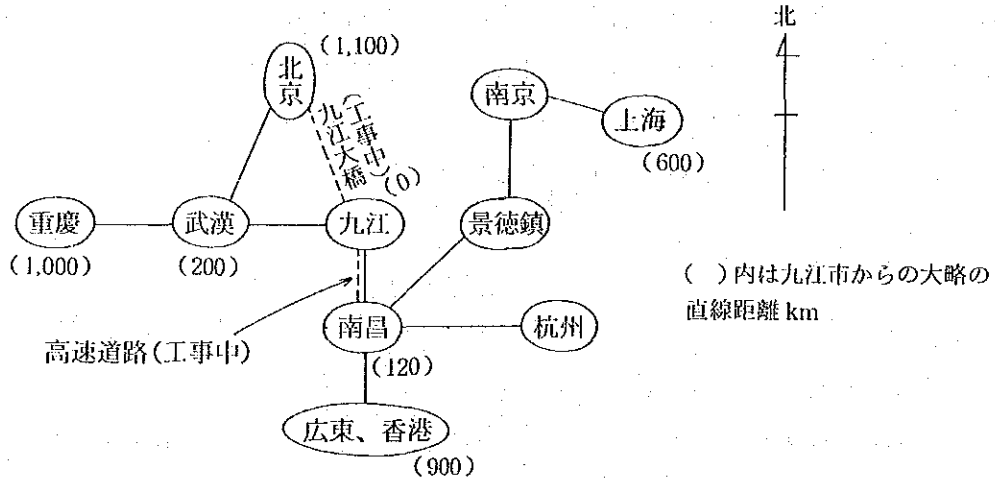 北
(1,100)
北京
南京
上海
(600)
九江大橋
(工事中)
(0)
重慶
武漢
九江
景徳鎮
(1,000)
(200)
( )内は九江市からの大略の
直線距離km
南昌
杭州
高速道路(工事中)
(120)
広東、香港
(900)